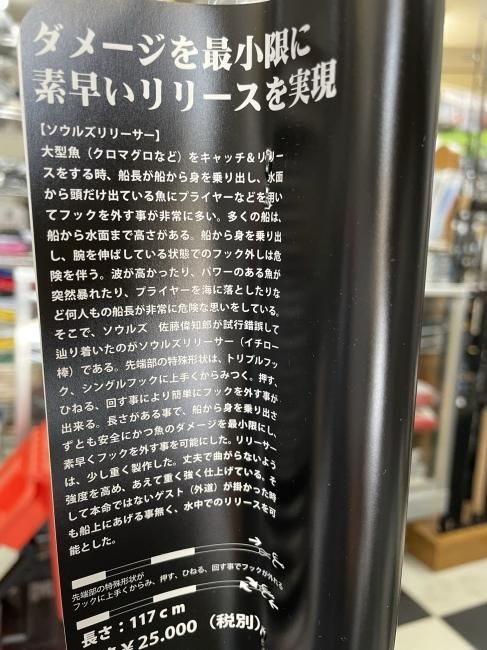 ダメージを最小限に
素早いリリースを実現
【ソウルズリリーサー】
大型魚（クロマグロなど）をキャッチ＆リリー
スをする時、船長が船から身を乗り出し、水面
から頭だけ出ている魚にプライヤーなどを用い
てフックを外す事が非常に多い。多くの船は、
船から水面まで高さがある。船から身を乗り出
し、腕を伸ばしている状態でのフック外しは危
険を伴う。波が高かったり、パワーのある魚が
突然暴れたり、プライヤーを海に落としたりな
ど何人もの船長が非常に危険な思いをしている。
そこで、ソウルズ　佐藤偉知郎が試行錯誤して
辿り着いたのがソウルズリリーサー（イチロー
棒）である。先端部の特殊形状は、トリプルフッ
ク、シングルフックに上手くからみつく。押す、
ひねる、回す事により簡単にフックを外す事が
出来る。長さがある事で、船から身を乗り出さ
ずとも安全にかつ魚のダメージを最小限にし、
素早くフックを外す事を可能にした。リリーサー
は、少し重く製作した。丈夫で曲がらないよう
強度を高め、あえて重く強く仕上げている。そ
して本命ではないゲスト（外道）が掛かった時
も船上にあげる事無く、水中でのリリースを可
能とした。
先端部の特殊形状が
フックに上手くからみ、押す、ひねる、回す事でフックが外れる
長さ：117ｃｍ
￥25.000（税別）